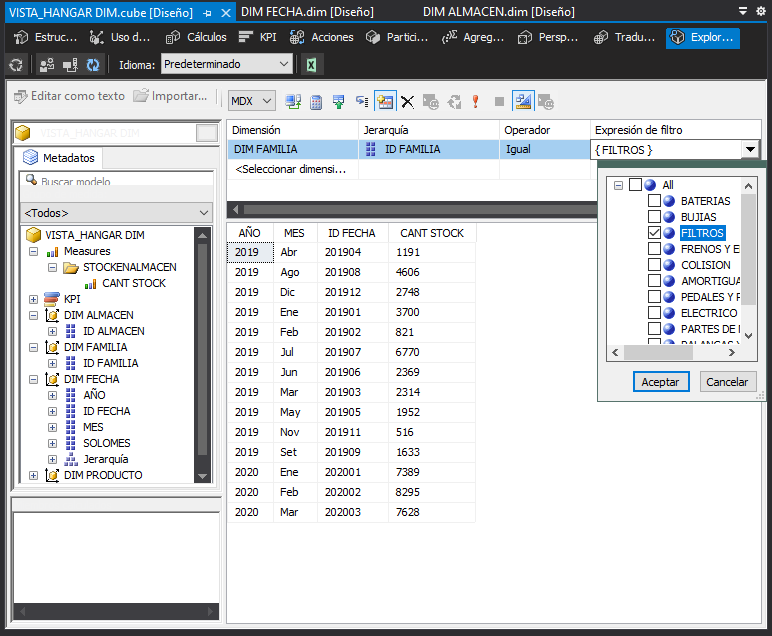 VISTA_HANGAR DIM.cube [Diseño]
DIM FECHA.dim [Diseño]
DIM ALMACEN.dim [Diseño]
Estruc...
Uso d...
Cálculos
KPI
Acciones
Partici...
Agreg...
Persp...
Tradu...
Explor...
Idioma:
Predeterminado
Editar como texto
Importar...
MDX
VISTA_HANGAR DIM
Metadatos
Buscar modelo
<Todos>
VISTA_HANGAR DIM
Measures
STOCKENALMACEN
CANT STOCK
KPI
DIM ALMACEN
ID ALMACEN
DIM FAMILIA
ID FAMILIA
DIM FECHA
AÑO
ID FECHA
MES
SOLOMES
Jerarquía
DIM PRODUCTO
Dimensión Jerarquía Operador Expresión de filtro
DIM FAMILIA ID FAMILIA Igual { FILTROS }
<Seleccionar dimensi...
All
BATERIAS
BUJIAS
FILTROS
FRENOS Y E
COLISION
AMORTIGUA
PEDALES Y F
ELECTRICO
PARTES DE
Aceptar
Cancelar
AÑO MES ID FECHA CANT STOCK
2019 Abr 201904 1191
2019 Ago 201908 4606
2019 Dic 201912 2748
2019 Ene 201901 3700
2019 Feb 201902 821
2019 Jul 201907 6770
2019 Jun 201906 2369
2019 Mar 201903 2314
2019 May 201905 1952
2019 Nov 201911 516
2019 Set 201909 1633
2020 Ene 202001 7389
2020 Feb 202002 8295
2020 Mar 202003 7628